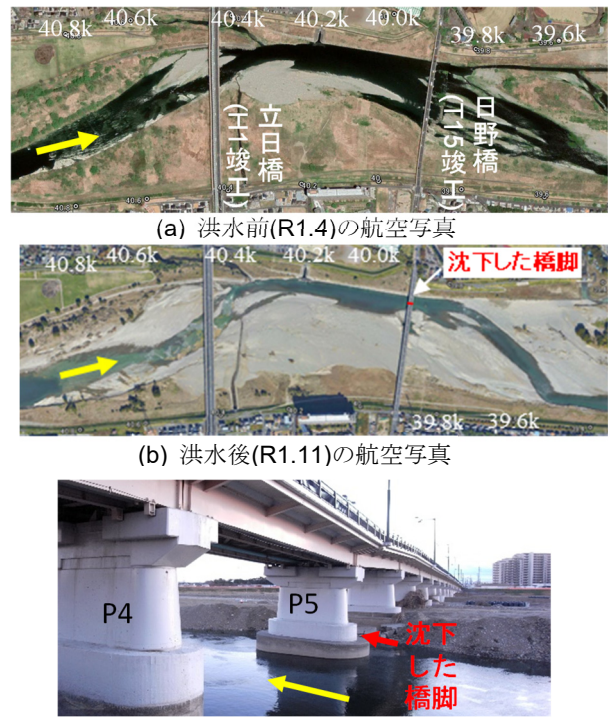 40.8k 40.6k 40.4k 40.2k 40.0k 39.8k 39.6k
立日橋
(H1竣工)
日野橋
(T15竣工)
(a) 洪水前(R1.4)の航空写真
40.8k 40.6k 40.4k 40.2k 40.0k
沈下した橋脚
39.8k 39.6k
(b) 洪水後(R1.11)の航空写真
P4
P5
沈下
した
橋脚